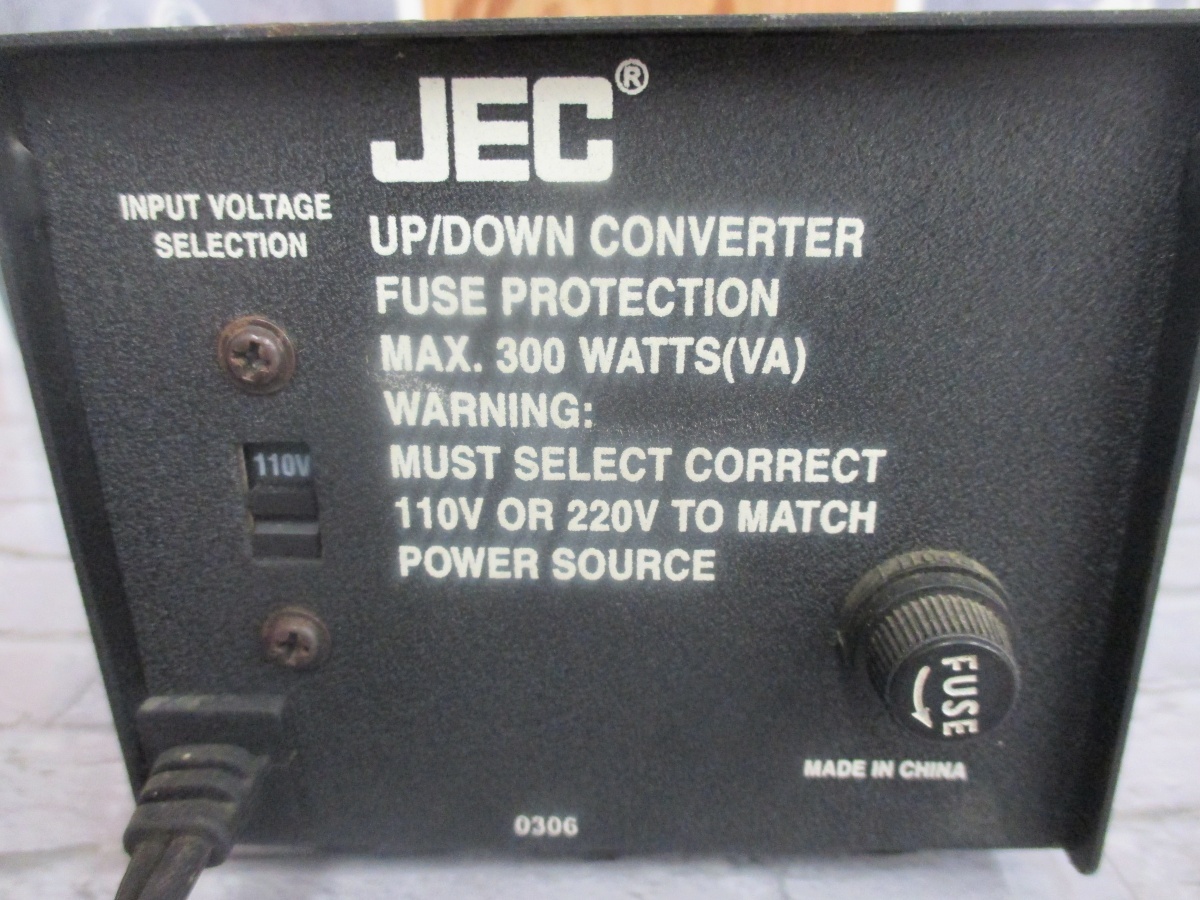 JEC®
INPUT VOLTAGE
SELECTION
110V
UP/DOWN CONVERTER
FUSE PROTECTION
MAX. 300 WATTS(VA)
WARNING:
MUST SELECT CORRECT
110V OR 220V TO MATCH
POWER SOURCE
FUSE
MADE IN CHINA
0306